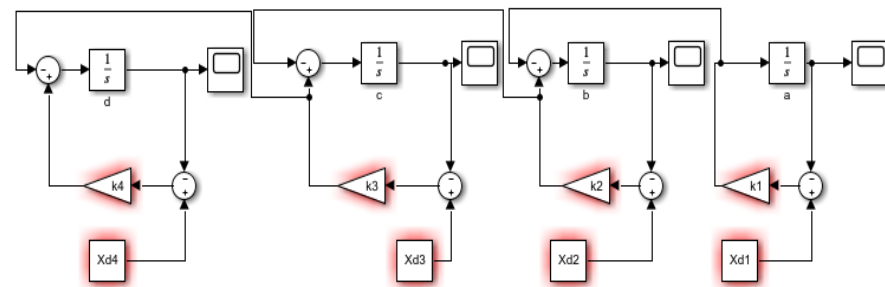 1/s 1/s 1/s 1/s
d c b a
k4 k3 k2 k1
Xd4 Xd3 Xd2 Xd1